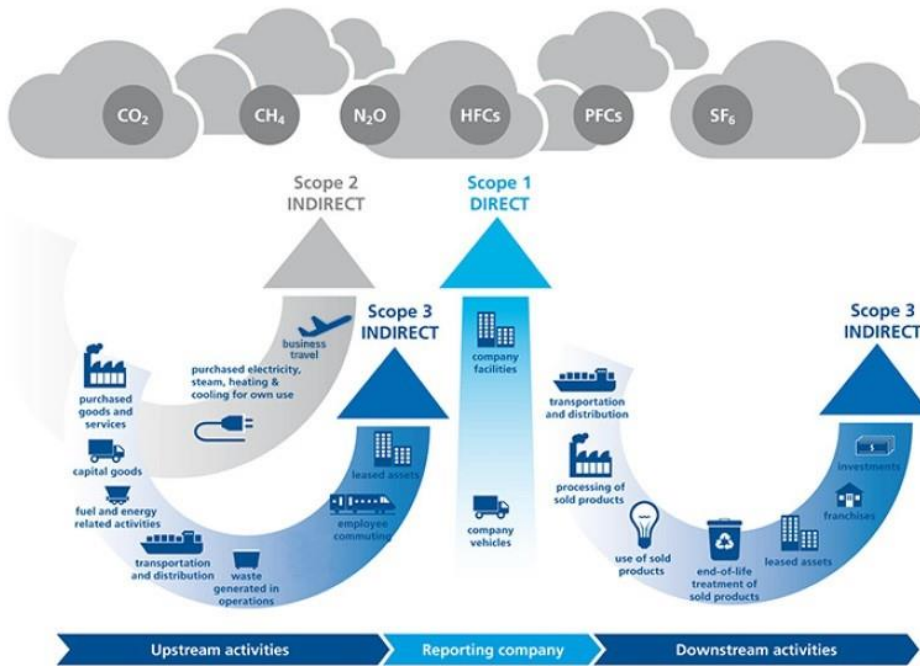 CO₂
CH₄
N₂O
HFCs
PFCs
SF₆
Scope 2
INDIRECT
Scope 1
DIRECT
Scope 3
INDIRECT
Scope 3
INDIRECT
business
travel
purchased electricity,
steam, heating &
cooling for own use
purchased
goods and
services
capital goods
fuel and energy
related activities
transportation
and distribution
waste
generated in
operations
employee
commuting
leased assets
company
facilities
company
vehicles
transportation
and distribution
processing of
sold products
use of sold
products
end-of-life
treatment of
sold products
leased assets
franchises
investments
Upstream activities
Reporting company
Downstream activities